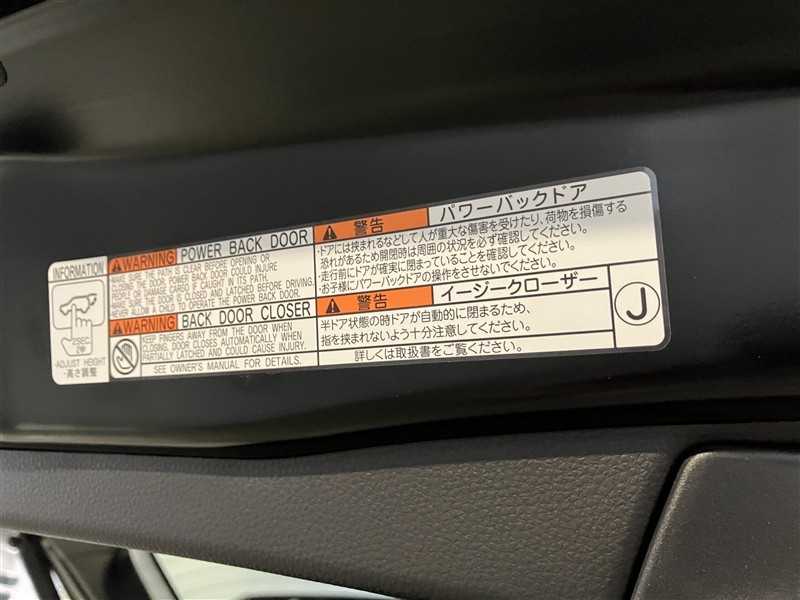 INFORMATION
2SEC.
2秒
•ADJUST HEIGHT
•高さ調整
WARNING POWER BACK DOOR
MAKE SURE THE PATH IS CLEAR BEFORE OPENING OR
CLOSING THE DOOR. POWER BACK DOOR COULD INJURE
PEOPLE OR DAMAGE CARGO IF CAUGHT IN ITS PATH.
MAKE SURE THE DOOR IS CLOSED AND LATCHED BEFORE DRIVING.
NEVER ALLOW A CHILD TO OPERATE THE POWER BACK DOOR.
WARNING BACK DOOR CLOSER
KEEP FINGERS AWAY FROM THE DOOR WHEN
CLOSING. DOOR CLOSES AUTOMATICALLY WHEN
PARTIALLY LATCHED AND COULD CAUSE INJURY.
SEE OWNER'S MANUAL FOR DETAILS.
警告 パワーバックドア
・ドアには挟まれるなどして人が重大な傷害を受けたり、荷物を損傷する
恐れがあるため開閉時は周囲の状況を必ず確認してください。
・走行前にドアが確実に閉まっていることを確認してください。
・お子様にパワーバックドアの操作をさせないでください。
警告 イージークローザー
半ドア状態の時ドアが自動的に閉まるため、
指を挟まれないよう十分注意してください。
詳しくは取扱書をご覧ください。
J